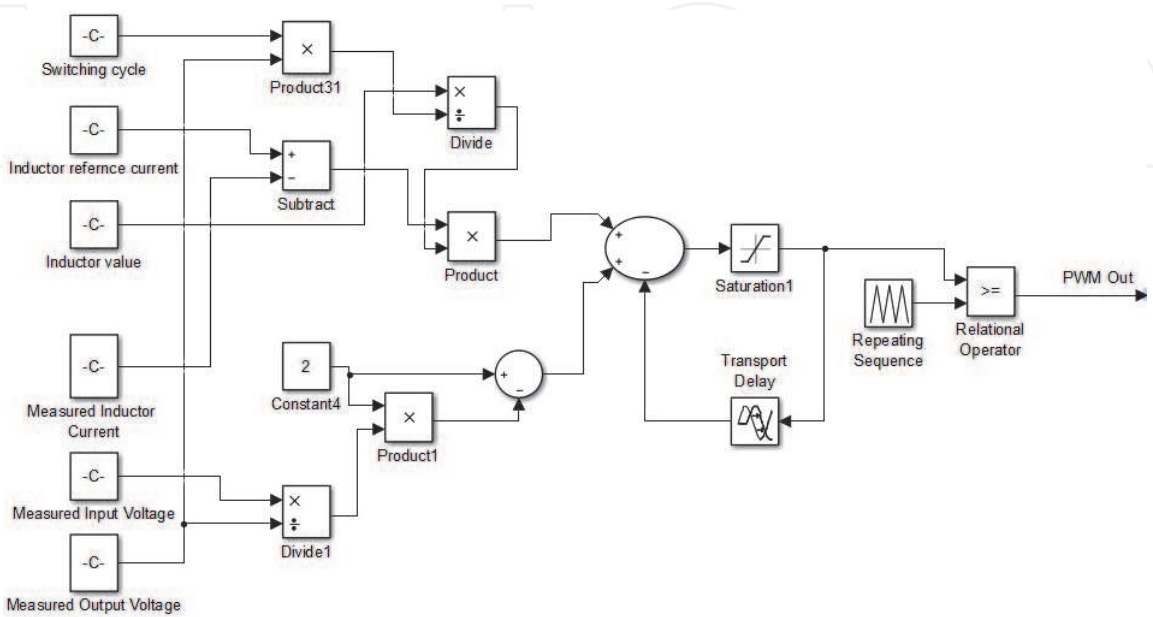 -C-
Switching cycle
×
Product31
-C-
Inductor refernce current
+
−
Subtract
×
÷
Divide
-C-
Inductor value
×
Product
+
+
−
Saturation1
>=
Relational
Operator
PWM Out
Repeating
Sequence
Transport
Delay
-C-
Measured Inductor
Current
2
Constant4
+
−
×
Product1
-C-
Measured Input Voltage
×
÷
Divide1
-C-
Measured Output Voltage